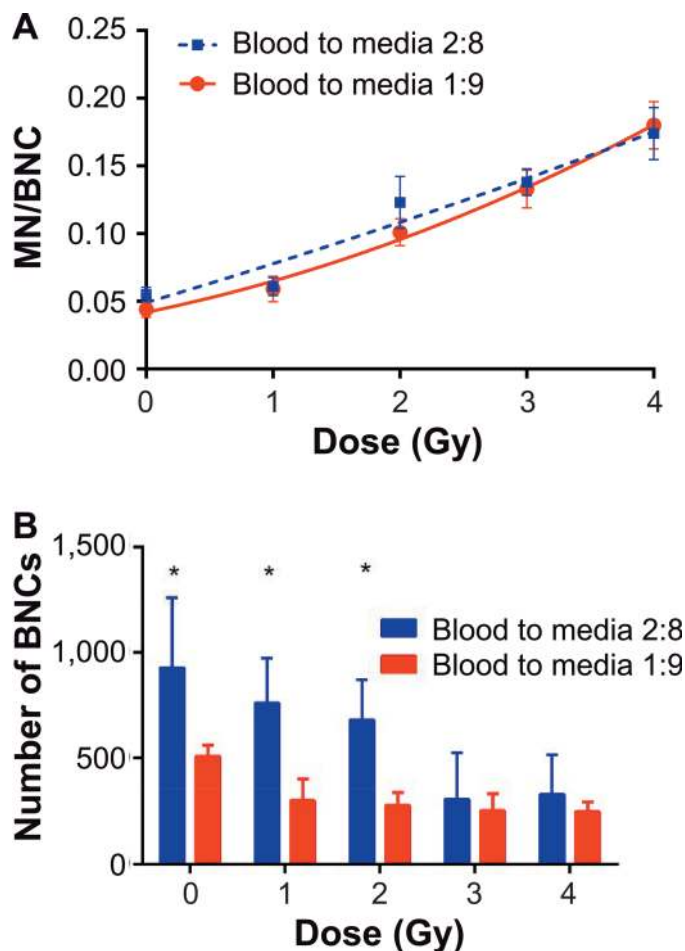 A
0.25
0.20
0.15
0.10
0.05
0.00
MN/BNC
Blood to media 2:8
Blood to media 1:9
0 1 2 3 4
Dose (Gy)
B
1,500
1,000
500
0
Number of BNCs
* * *
Blood to media 2:8
Blood to media 1:9
0 1 2 3 4
Dose (Gy)